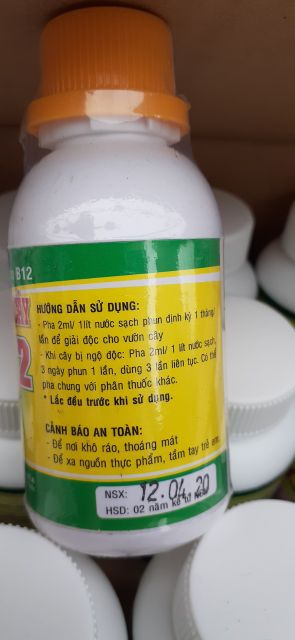 B12
HƯỚNG DẪN SỬ DỤNG:
- Pha 2ml/ 1lít nước sạch phun định kỳ 1 tháng/
lần để giải độc cho vườn cây
- Khi cây bị ngộ độc: Pha 2ml/ 1 lít nước sạch,
3 ngày phun 1 lần, dùng 3 lần liên tục. Có thể
pha chung với phân thuốc khác.
* Lắc đều trước khi sử dụng.
CẢNH BÁO AN TOÀN:
- Để nơi khô ráo, thoáng mát
- Để xa nguồn thực phẩm, tầm tay trẻ em.
NSX: 12.04.20
HSD: 02 năm kể từ